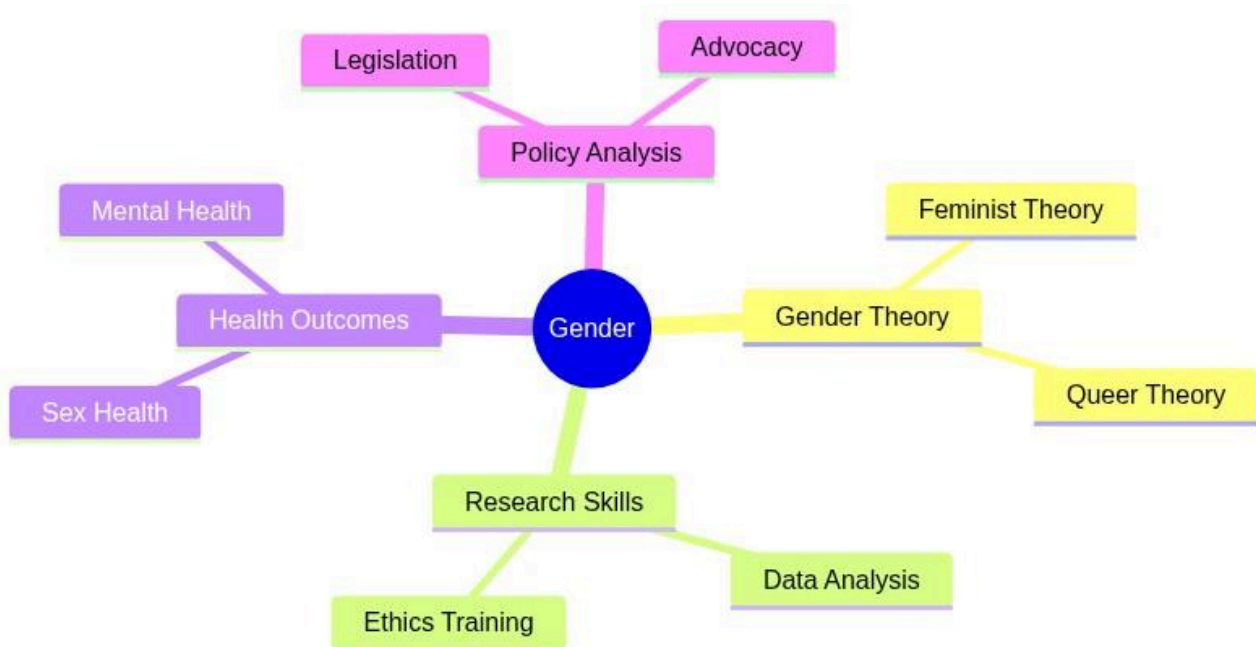 Legislation
Advocacy
Policy Analysis
Mental Health
Feminist Theory
Health Outcomes
Gender
Gender Theory
Sex Health
Queer Theory
Research Skills
Data Analysis
Ethics Training